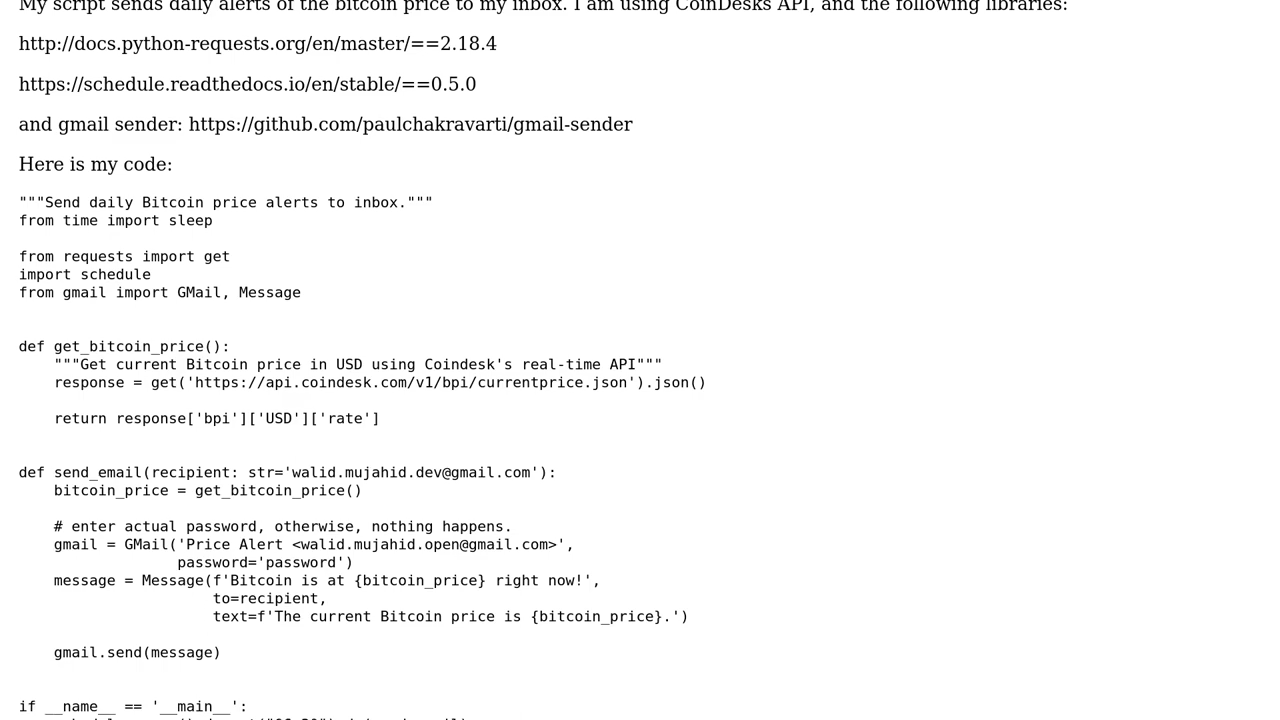 My script sends daily alerts of the bitcoin price to my inbox. I am using CoinDesks API, and the following libraries:
http://docs.python-requests.org/en/master/==2.18.4
https://schedule.readthedocs.io/en/stable/==0.5.0
and gmail sender: https://github.com/paulchakravarti/gmail-sender
Here is my code:
"""Send daily Bitcoin price alerts to inbox."""
from time import sleep
from requests import get
import schedule
from gmail import GMail, Message
def get_bitcoin_price():
    """Get current Bitcoin price in USD using Coindesk's real-time API"""
    response = get('https://api.coindesk.com/v1/bpi/currentprice.json').json()
    return response['bpi']['USD']['rate']
def send_email(recipient: str='walid.mujahid.dev@gmail.com'):
    bitcoin_price = get_bitcoin_price()
    # enter actual password, otherwise, nothing happens.
    gmail = GMail('Price Alert <walid.mujahid.open@gmail.com>',
                  password='password')
    message = Message(f'Bitcoin is at {bitcoin_price} right now!',
                      to=recipient,
                      text=f'The current Bitcoin price is {bitcoin_price}.')
    gmail.send(message)
if __name__ == '__main__':